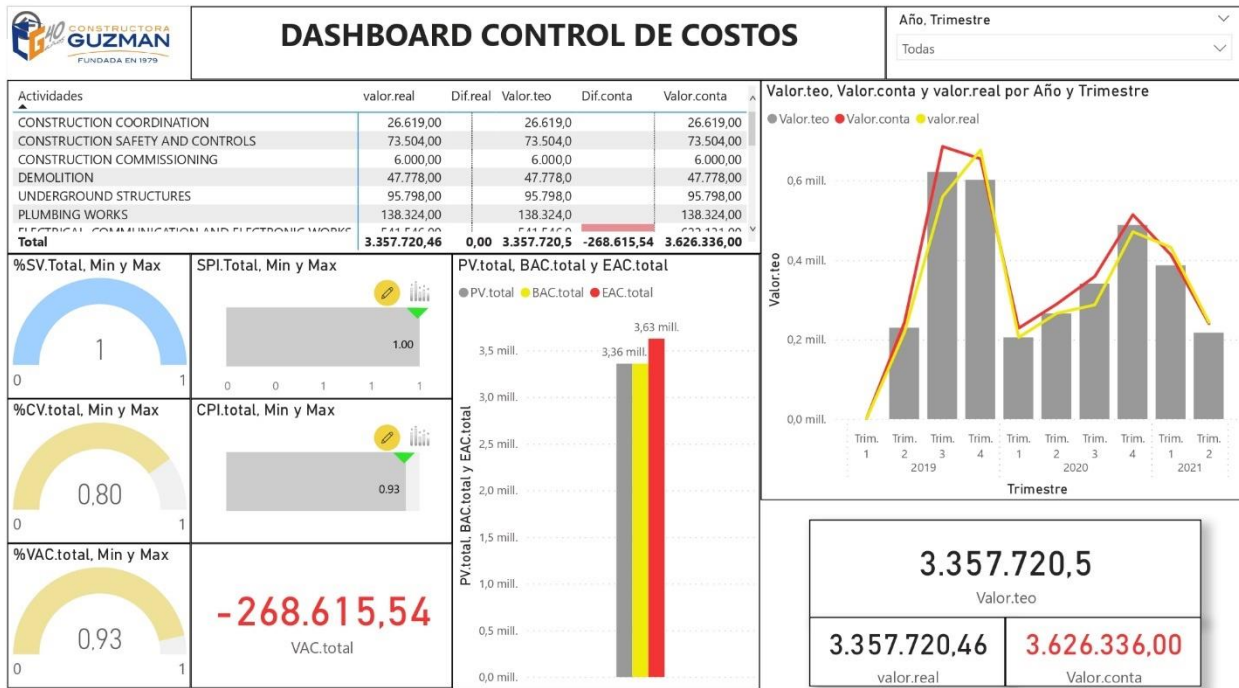 40
CONSTRUCTORA
GUZMAN
FUNDADA EN 1979
DASHBOARD CONTROL DE COSTOS
Año, Trimestre
Todas
Actividades valor.real Dif.real Valor.teo Dif.conta Valor.conta
CONSTRUCTION COORDINATION 26.619,00 26.619,0 26.619,00
CONSTRUCTION SAFETY AND CONTROLS 73.504,00 73.504,0 73.504,00
CONSTRUCTION COMMISSIONING 6.000,00 6.000,0 6.000,00
DEMOLITION 47.778,00 47.778,0 47.778,00
UNDERGROUND STRUCTURES 95.798,00 95.798,0 95.798,00
PLUMBING WORKS 138.324,00 138.324,0 138.324,00
ELECTRICAL, COMMUNICATION AND ELECTRONIC WORKS
Total 3.357.720,46 0,00 3.357.720,5 -268.615,54 3.626.336,00
%SV.Total, Min y Max
1
0 1
SPI.Total, Min y Max
1.00
0 0 1 1 1
%CV.total, Min y Max
0,80
0 1
CPI.total, Min y Max
0.93
%VAC.total, Min y Max
0,93
0 1
-268.615,54
VAC.total
PV.total, BAC.total y EAC.total
PV.total BAC.total EAC.total
3,63 mill.
3,36 mill.
3,5 mill.
3,0 mill.
2,5 mill.
2,0 mill.
1,5 mill.
1,0 mill.
0,5 mill.
0,0 mill.
PV.total, BAC.total y EAC.total
Valor.teo, Valor.conta y valor.real por Año y Trimestre
Valor.teo Valor.conta valor.real
0,6 mill.
0,4 mill.
0,2 mill.
0,0 mill.
Valor.teo
Trim. Trim. Trim. Trim. Trim. Trim. Trim. Trim. Trim. Trim.
1 2 3 4 1 2 3 4 1 2
2019 2020 2021
Trimestre
3.357.720,5
Valor.teo
3.357.720,46
valor.real
3.626.336,00
Valor.conta